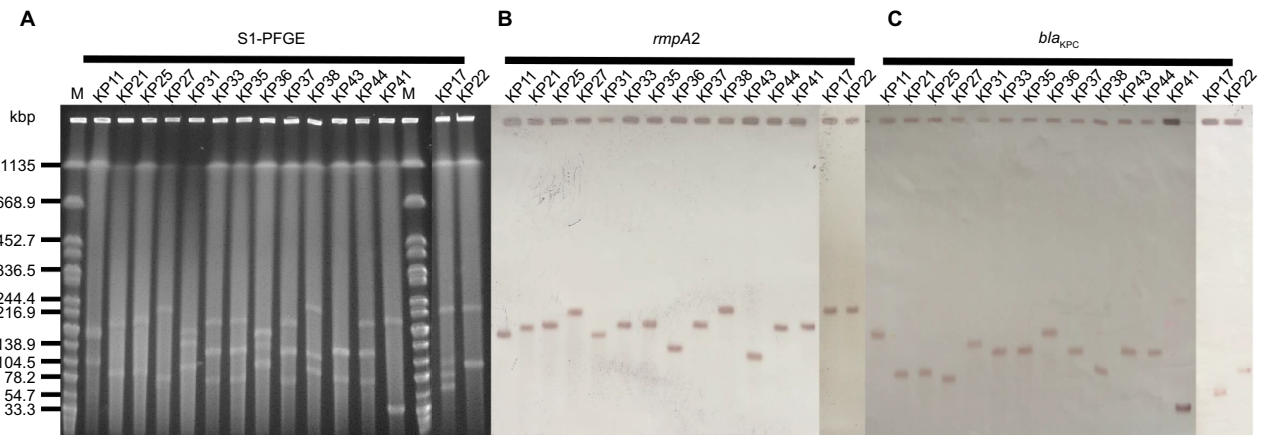 A
B
C
S1-PFGE
rmpA2
bla KPC
M KP11 KP21 KP25 KP27 KP31 KP33 KP35 KP36 KP37 KP38 KP43 KP44 KP41 M KP17 KP22
KP11 KP21 KP25 KP27 KP31 KP33 KP35 KP36 KP37 KP38 KP43 KP44 KP41 KP17 KP22
KP11 KP21 KP25 KP27 KP31 KP33 KP35 KP36 KP37 KP38 KP43 KP44 KP41 KP17 KP22
kbp
1135
668.9
452.7
336.5
244.4
216.9
138.9
104.5
78.2
54.7
33.3